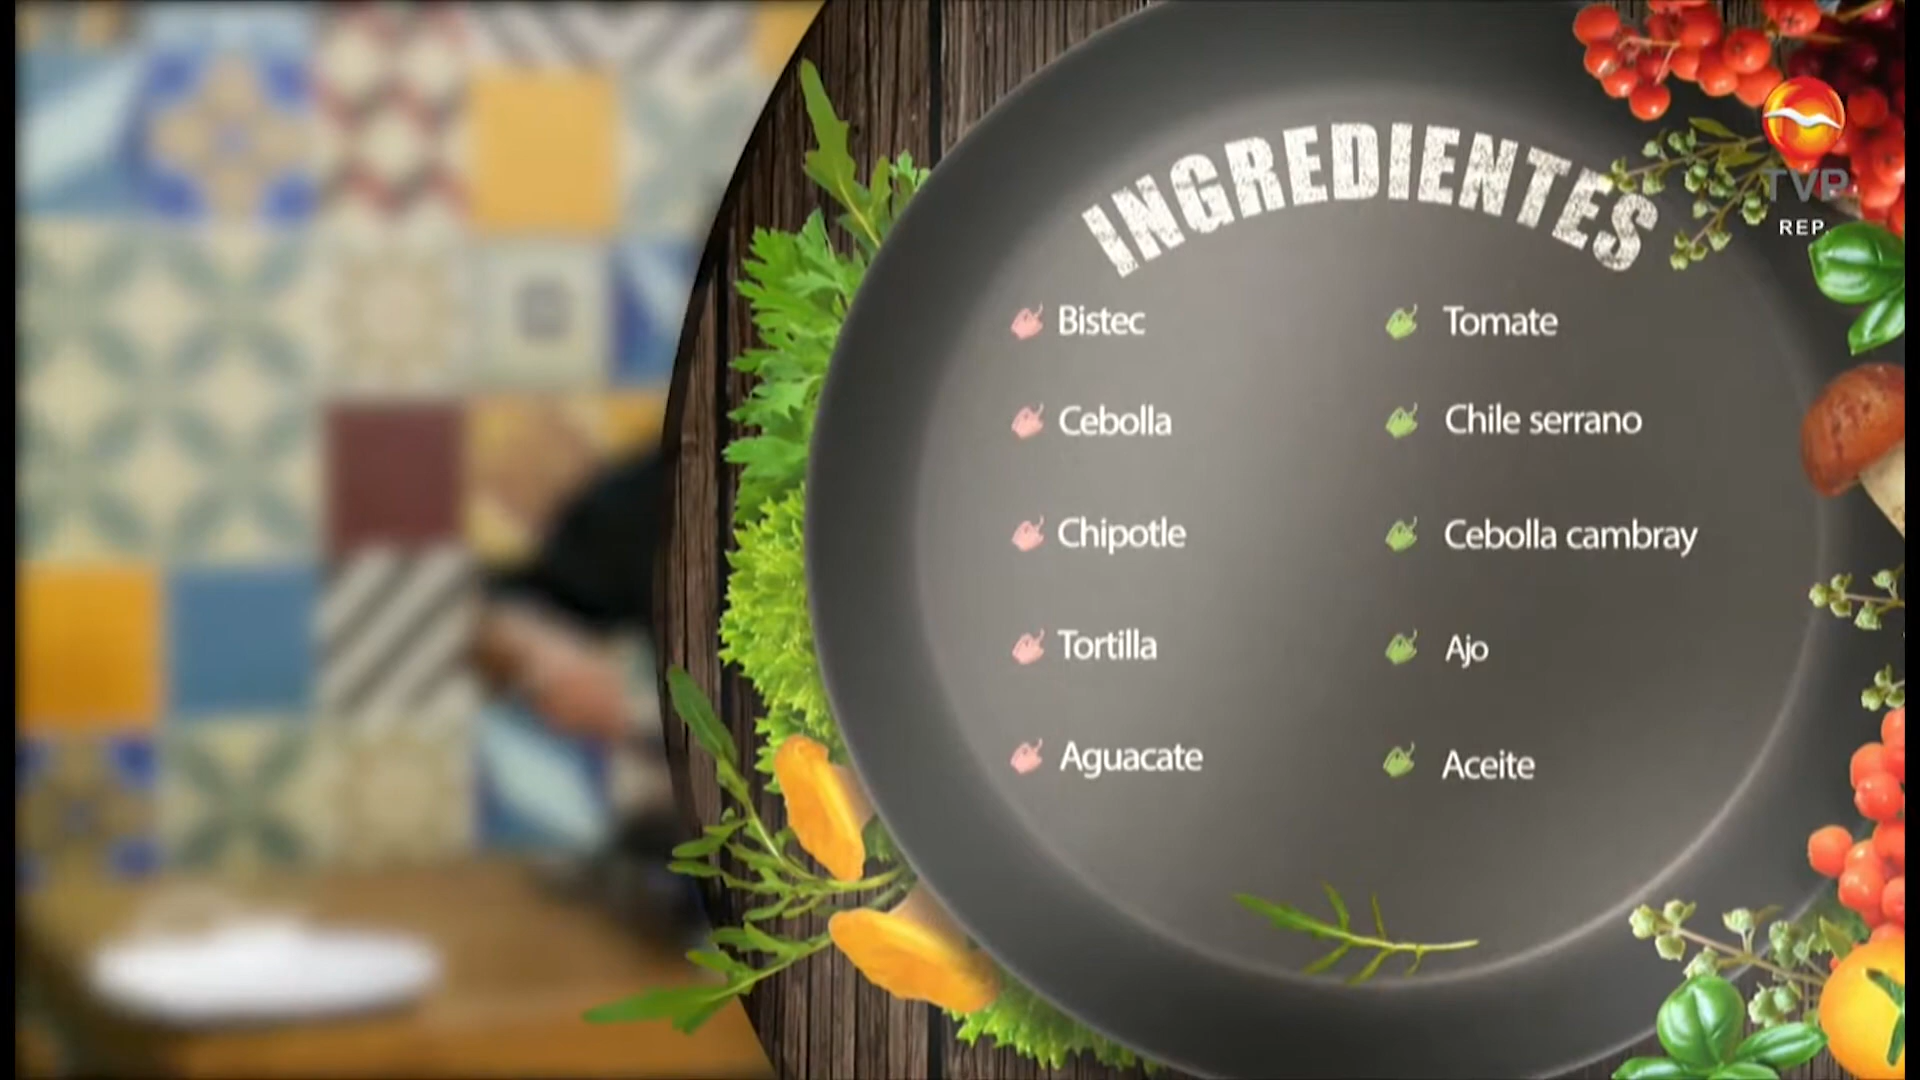 INGREDIENTES
Bistec
Cebolla
Chipotle
Tortilla
Aguacate
Tomate
Chile serrano
Cebolla cambray
Ajo
Aceite
TVP
REP.